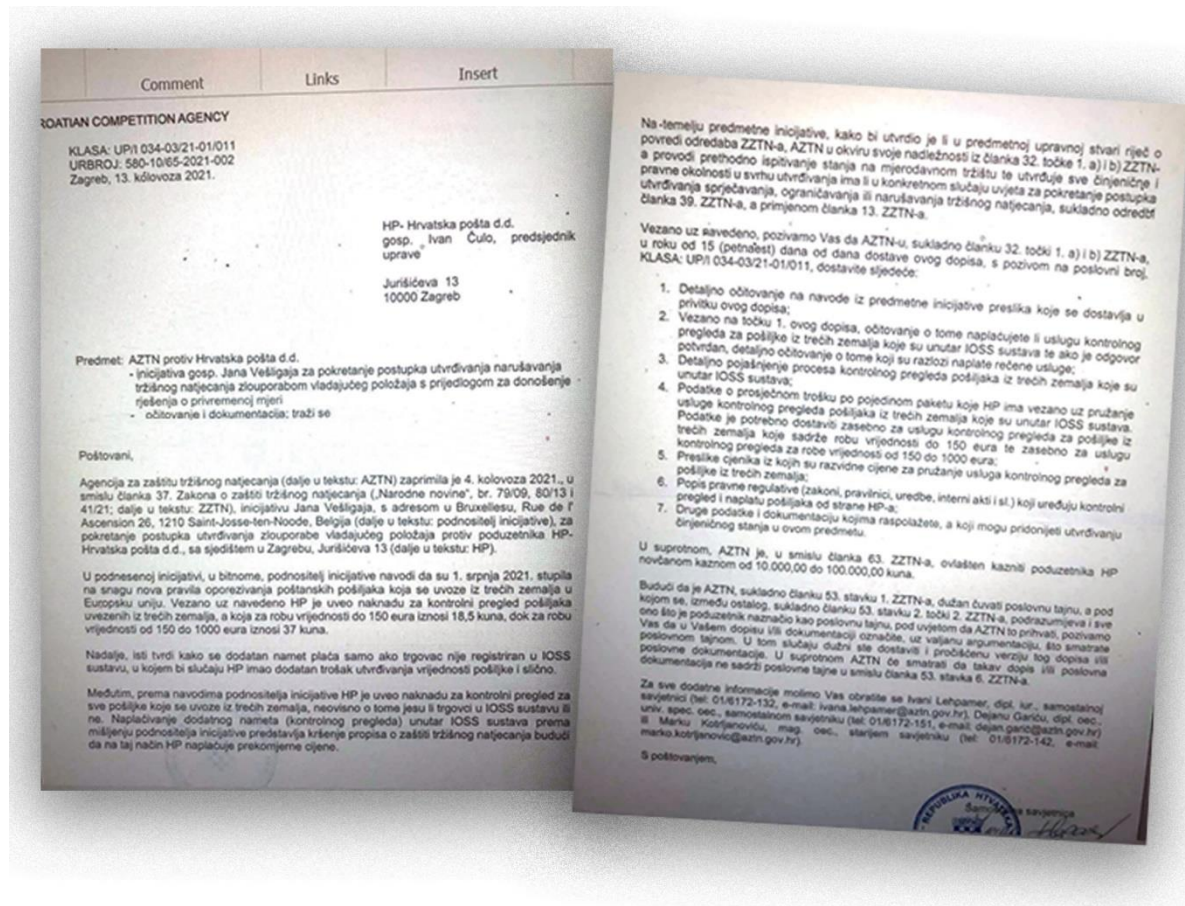 Comment Links Insert
ROATIAN COMPETITION AGENCY
KLASA: UP/I 034-03/21-01/011
URBROJ: 580-10/65-2021-002
Zagreb, 13. kolovoza 2021.
HP- Hrvatska pošta d.d.
gosp. Ivan Čulo, predsjednik
uprave
Jurišićeva 13
10000 Zagreb
Predmet: AZTN protiv Hrvatska pošta d.d.
- inicijativa gosp. Jana Vešligaja za pokretanje postupka utvrđivanja narušavanja
tržišnog natjecanja zlouporabom vladajućeg položaja s prijedlogom za donošenje
rješenja o privremenoj mjeri
- očitovanje i dokumentacija; traži se
Poštovani,
Agencija za zaštitu tržišnog natjecanja (dalje u tekstu: AZTN) zaprimila je 4. kolovoza 2021., u
smislu članka 37. Zakona o zaštiti tržišnog natjecanja („Narodne novine", br. 79/09, 80/13 i
41/21; dalje u tekstu: ZZTN), inicijativu Jana Vešligaja, s adresom u Bruxellesu, Rue de l'
Ascension 26, 1210 Saint-Josse-ten-Noode, Belgija (dalje u tekstu: podnositelj inicijative), za
pokretanje postupka utvrđivanja zlouporabe vladajućeg položaja protiv poduzetnika HP-
Hrvatska pošta d.d., sa sjedištem u Zagrebu, Jurišićeva 13 (dalje u tekstu: HP).
U podnesenoj inicijativi, u bitnome, podnositelj inicijative navodi da su 1. srpnja 2021. stupila
na snagu nova pravila oporezivanja poštanskih pošiljaka koja se uvoze iz trećih zemalja u
Europsku uniju. Vezano uz navedeno HP je uveo naknadu za kontrolni pregled pošiljaka
uvezenih iz trećih zemalja, a koja za robu vrijednosti do 150 eura iznosi 18,5 kuna, dok za robu
vrijednosti od 150 do 1000 eura iznosi 37 kuna.
Nadalje, isti tvrdi kako se dodatan namet plaća samo ako trgovac nije registriran u IOSS
sustavu, u kojem bi slučaju HP imao dodatan trošak utvrđivanja vrijednosti pošiljke i slično.
Međutim, prema navodima podnositelja inicijative HP je uveo naknadu za kontrolni pregled za
sve pošiljke koje se uvoze iz trećih zemalja, neovisno o tome jesu li trgovci u IOSS sustavu ili
ne. Naplaćivanje dodatnog nameta (kontrolnog pregleda) unutar IOSS sustava prema
mišljenju podnositelja inicijative predstavlja kršenje propisa o zaštiti tržišnog natjecanja budući
da na taj način HP naplaćuje prekomjerne cijene.
Na temelju predmetne inicijative, kako bi utvrdio je li u predmetnoj upravnoj stvari riječ o
povredi odredaba ZZTN-a, AZTN u okviru svoje nadležnosti iz članka 32. točke 1. a) i b) ZZTN-
a provodi prethodno ispitivanje stanja na mjerodavnom tržištu te utvrđuje sve činjenične i
pravne okolnosti u svrhu utvrđivanja ima li u konkretnom slučaju uvjeta za pokretanje postupka
utvrđivanja sprječavanja, ograničavanja ili narušavanja tržišnog natjecanja, sukladno odredbi
članka 39. ZZTN-a, a primjenom članka 13. ZZTN-a.
Vezano uz navedeno, pozivamo Vas da AZTN-u, sukladno članku 32. točki 1. a) i b) ZZTN-a,
u roku od 15 (petnaest) dana od dana dostave ovog dopisa, s pozivom na poslovni broj,
KLASA: UP/I 034-03/21-01/011, dostavite sljedeće:
1. Detaljno očitovanje na navode iz predmetne inicijative preslika koje se dostavlja u
privitku ovog dopisa;
2. Vezano na točku 1. ovog dopisa, očitovanje o tome naplaćujete li uslugu kontrolnog
pregleda za pošiljke iz trećih zemalja koje su unutar IOSS sustava te ako je odgovor
potvrdan, detaljno očitovanje o tome koji su razlozi naplate rečene usluge;
3. Detaljno pojašnjenje procesa kontrolnog pregleda pošiljaka iz trećih zemalja koje su
unutar IOSS sustava;
4. Podatke o prosječnom trošku po pojedinom paketu koje HP ima vezano uz pružanje
usluge kontrolnog pregleda pošiljaka iz trećih zemalja koje su unutar IOSS sustava.
Podatke je potrebno dostaviti zasebno za uslugu kontrolnog pregleda za pošiljke iz
trećih zemalja koje sadrže robu vrijednosti do 150 eura te zasebno za uslugu
kontrolnog pregleda za robe vrijednosti od 150 do 1000 eura;
5. Preslike cjenika iz kojih su razvidne cijene za pružanje usluga kontrolnog pregleda za
pošiljke iz trećih zemalja;
6. Popis pravne regulative (zakoni, pravilnici, uredbe, interni akti i sl.) koji uređuju kontrolni
pregled i naplatu pošiljaka od strane HP-a;
7. Druge podatke i dokumentaciju kojima raspolažete, a koji mogu pridonijeti utvrđivanju
činjeničnog stanja u ovom predmetu.
U suprotnom, AZTN je, u smislu članka 63. ZZTN-a, ovlašten kazniti poduzetnika HP
novčanom kaznom od 10.000,00 do 100.000,00 kuna.
Budući da je AZTN, sukladno članku 53. stavku 1. ZZTN-a, dužan čuvati poslovnu tajnu, a pod
kojom se, između ostalog, sukladno članku 53. stavku 2. točki 2. ZZTN-a, podrazumijeva i sve
ono što je poduzetnik naznačio kao poslovnu tajnu, pod uvjetom da AZTN to prihvati, pozivamo
Vas da u Vašem dopisu i/ili dokumentaciji označite, uz valjanu argumentaciju, što smatrate
poslovnom tajnom. U tom slučaju dužni ste dostaviti i pročišćenu verziju tog dopisa i/ili
poslovne dokumentacije. U suprotnom AZTN će smatrati da takav dopis i/ili poslovna
dokumentacija ne sadrži poslovne tajne u smislu članka 53. stavka 6. ZZTN-a.
Za sve dodatne informacije molimo Vas obratite se Ivani Lehpamer, dipl. iur., samostalnoj
savjetnici (tel: 01/6172-132, e-mail: ivana.lehpamer@aztn.gov.hr), Dejanu Gariću, dipl. oec.,
univ. spec. oec., samostalnom savjetniku (tel: 01/6172-151, e-mail: dejan.garic@aztn.gov.hr)
ili Marku Kotrljanoviću, mag. oec., starijem savjetniku (tel: 01/6172-142, e-mail:
marko.kotrljanovic@aztn.gov.hr).
S poštovanjem,
Samostalna savjetnica
REPUBLIKA HRVATSKA